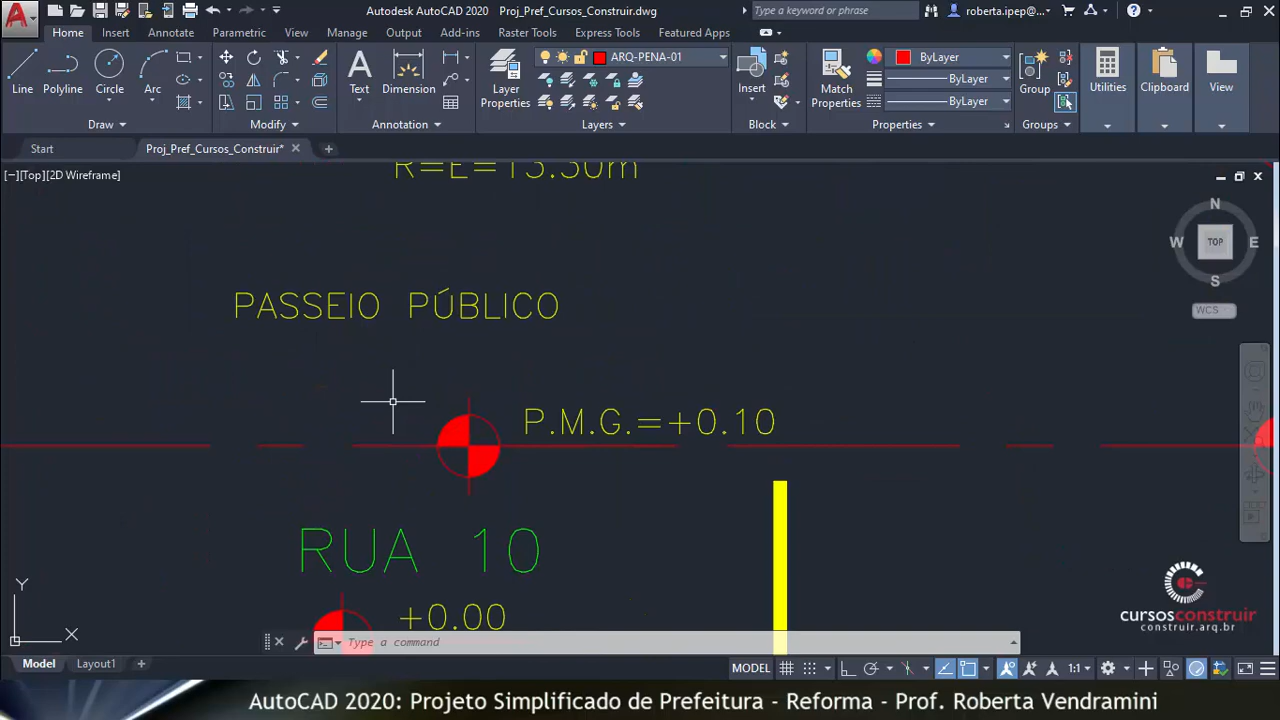 Autodesk AutoCAD 2020 Proj_Pref_Cursos_Construir.dwg
Type a keyword or phrase
roberta.ipep@...
Home Insert Annotate Parametric View Manage Output Add-ins Raster Tools Express Tools Featured Apps
ARQ-PENA-01
ByLayer
ByLayer
ByLayer
Line Polyline Circle Arc
Text Dimension
Layer Properties
Insert
Match Properties
Group
Utilities Clipboard View
Draw Modify Annotation Layers Block Properties Groups
Start Proj_Pref_Cursos_Construir*
[−][Top][2D Wireframe]
R=E=13.30m
N
W TOP E
S
WCS
PASSEIO PÚBLICO
P.M.G.=+0.10
RUA 10
+0.00
Y
X
cursosconstruir
construir.arq.br
Type a command
Model Layout1
MODEL 1:1
AutoCAD 2020: Projeto Simplificado de Prefeitura - Reforma - Prof. Roberta Vendramini